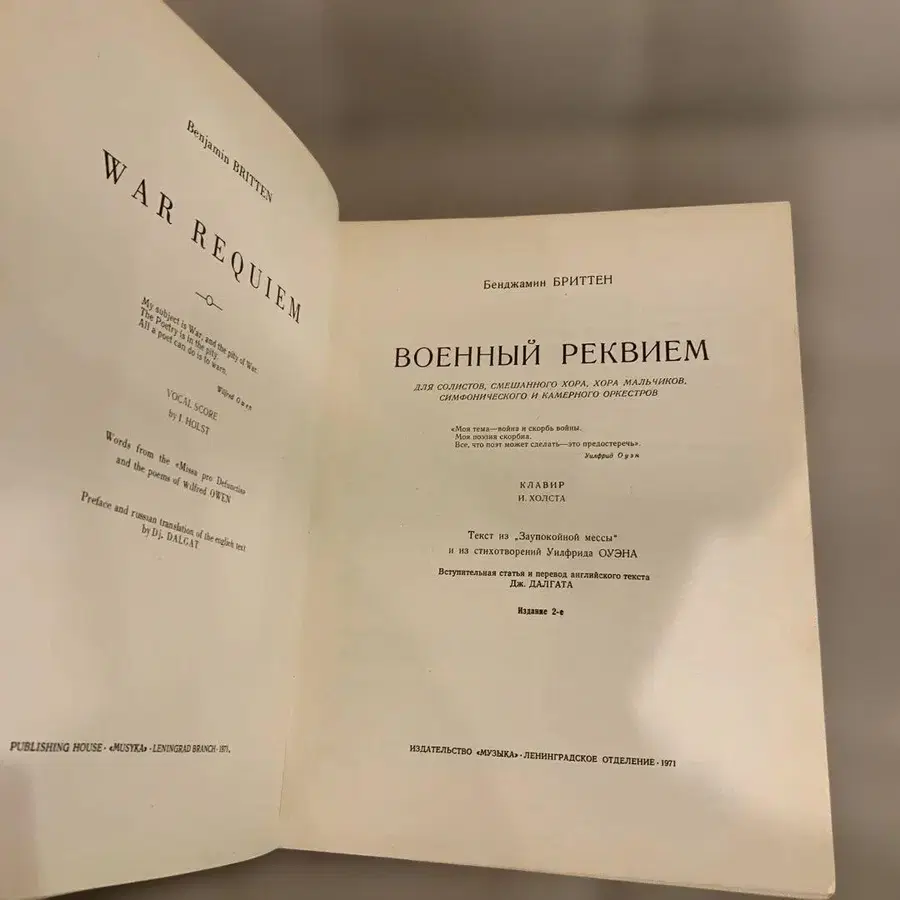 Benjamin BRITTEN
WAR REQUIEM
My subject is War, and the pity of War.
The Poetry is in the pity.
All a poet can do is to warn.
Wilfred Owen
VOCAL SCORE
by I. HOLST
Words from the «Missa pro Defunctis»
and the poems of Wilfred OWEN
Preface and russian translation of the english text
by Dj. DALGAT
PUBLISHING HOUSE · «MUSYKA» · LENINGRAD BRANCH · 1971.
Бенджамин БРИТТЕН
ВОЕННЫЙ РЕКВИЕМ
ДЛЯ СОЛИСТОВ, СМЕШАННОГО ХОРА, ХОРА МАЛЬЧИКОВ,
СИМФОНИЧЕСКОГО И КАМЕРНОГО ОРКЕСТРОВ
«Моя тема—война и скорбь войны.
Моя поэзия скорбна.
Все, что поэт может сделать—это предостеречь».
Уилфрид Оуэн
КЛАВИР
И. ХОЛСТА
Текст из „Заупокойной мессы“
и из стихотворений Уилфрида ОУЭНА
Вступительная статья и перевод английского текста
Дж. ДАЛГАТА
Издание 2-е
ИЗДАТЕЛЬСТВО «МУЗЫКА» · ЛЕНИНГРАДСКОЕ ОТДЕЛЕНИЕ · 1971